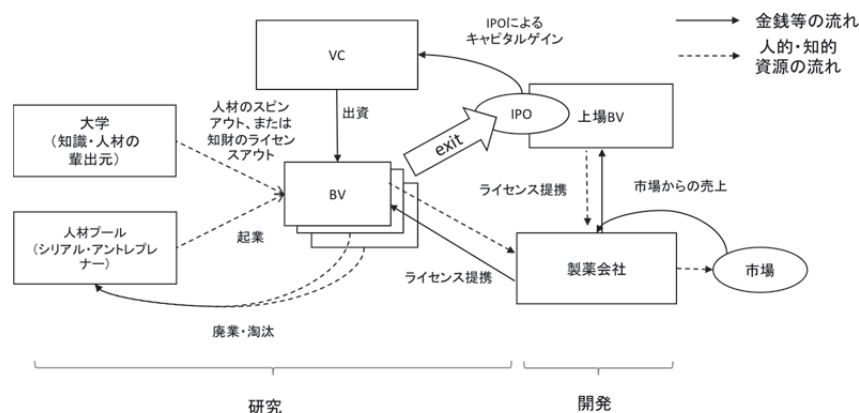 IPOによる
キャピタルゲイン
金銭等の流れ
人的・知的
資源の流れ
VC
IPO
上場BV
大学
(知識・人材の
輩出元)
人材のスピン
アウト、または
知財のライセン
スアウト
出資
exit
BV
ライセンス提携
市場からの売上
人材プール
(シリアル・アントレプレ
ナー)
起業
ライセンス提携
製薬会社
市場
廃業・淘汰
研究
開発